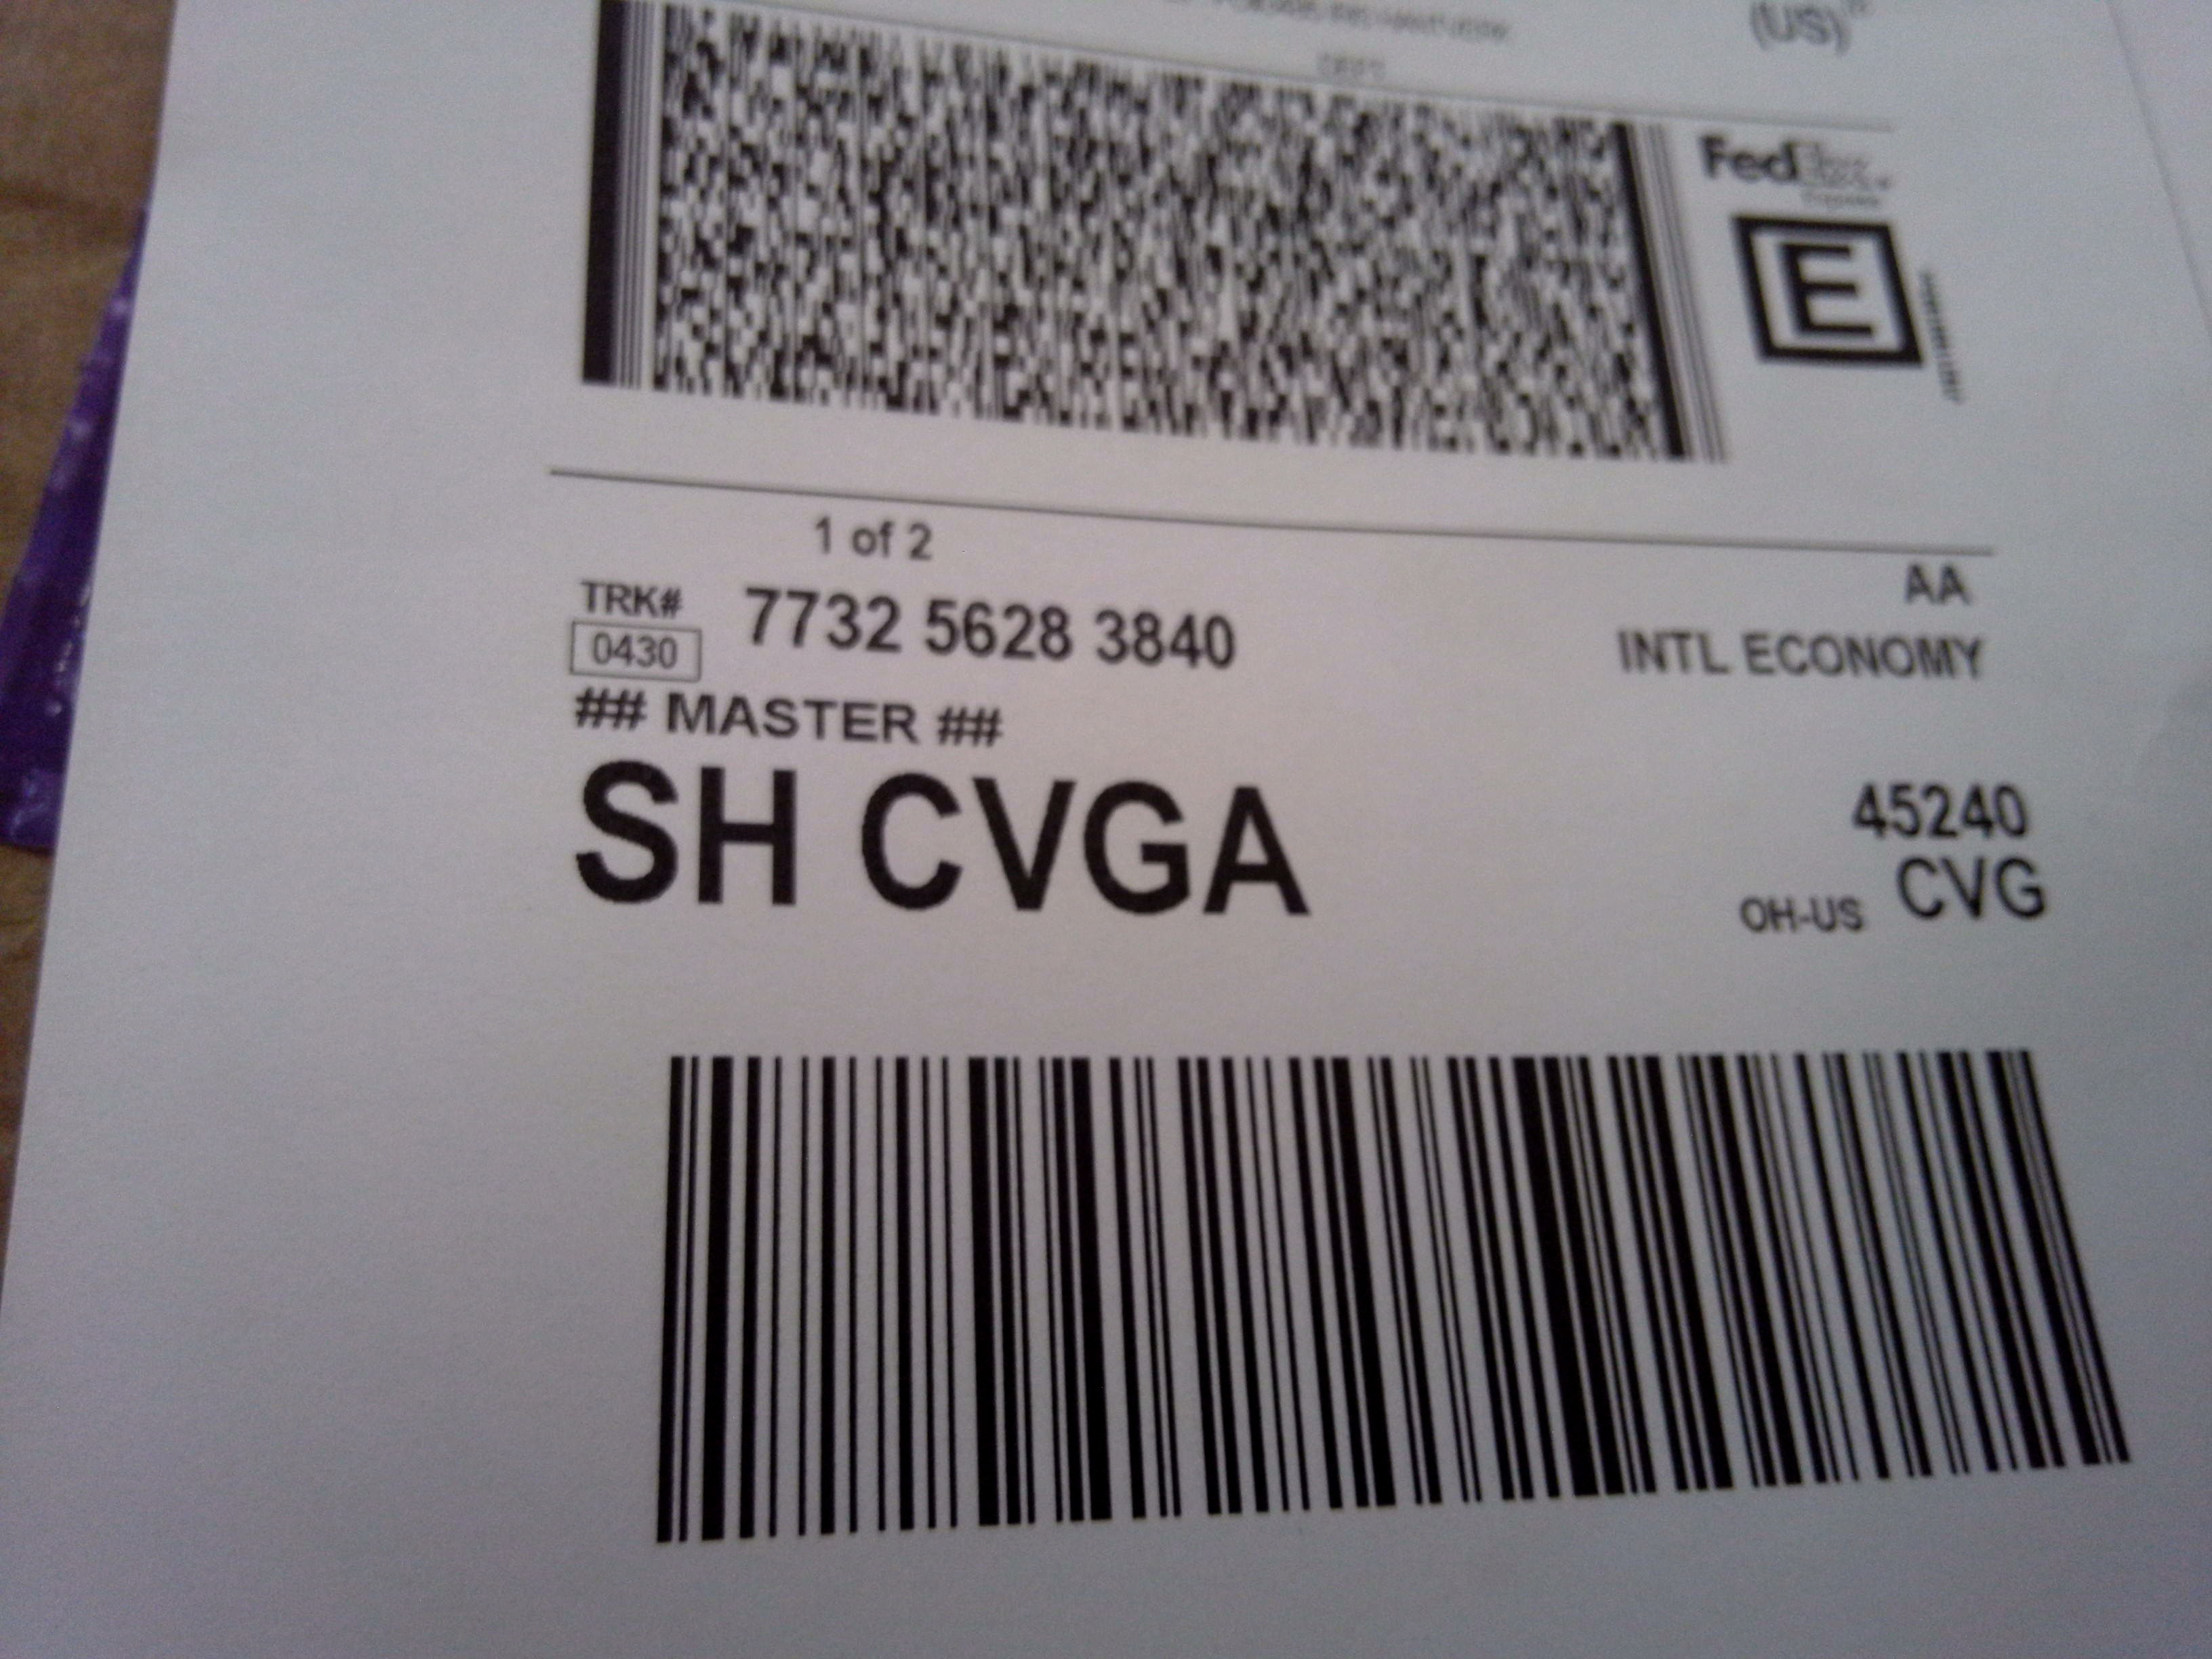 (US)
FedEx
Express
E
1 of 2
TRK#
0430
7732 5628 3840
AA
INTL ECONOMY
## MASTER ##
SH CVGA
45240
OH-US CVG